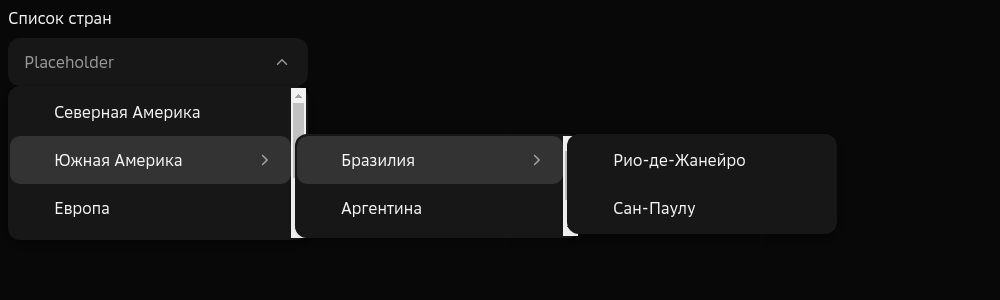 Список стран
Placeholder
Северная Америка
Южная Америка
Бразилия
Рио-де-Жанейро
Европа
Аргентина
Сан-Паулу